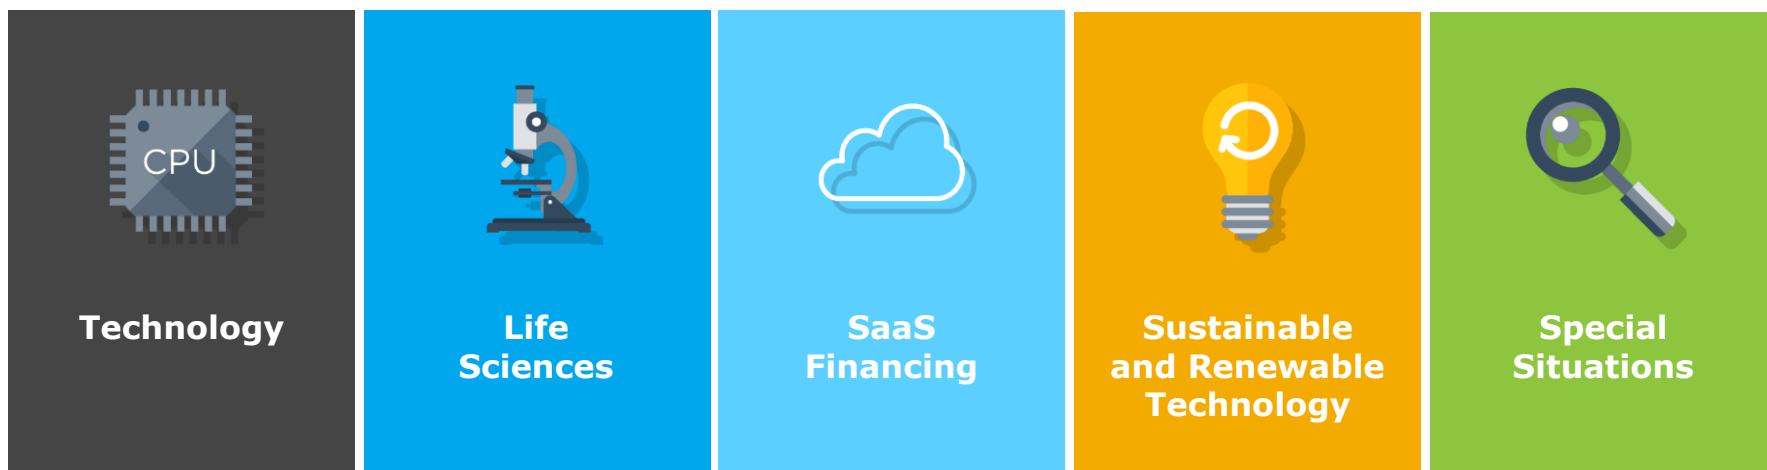 CPU
Technology
Life
Sciences
SaaS
Financing
Sustainable
and Renewable
Technology
Special
Situations